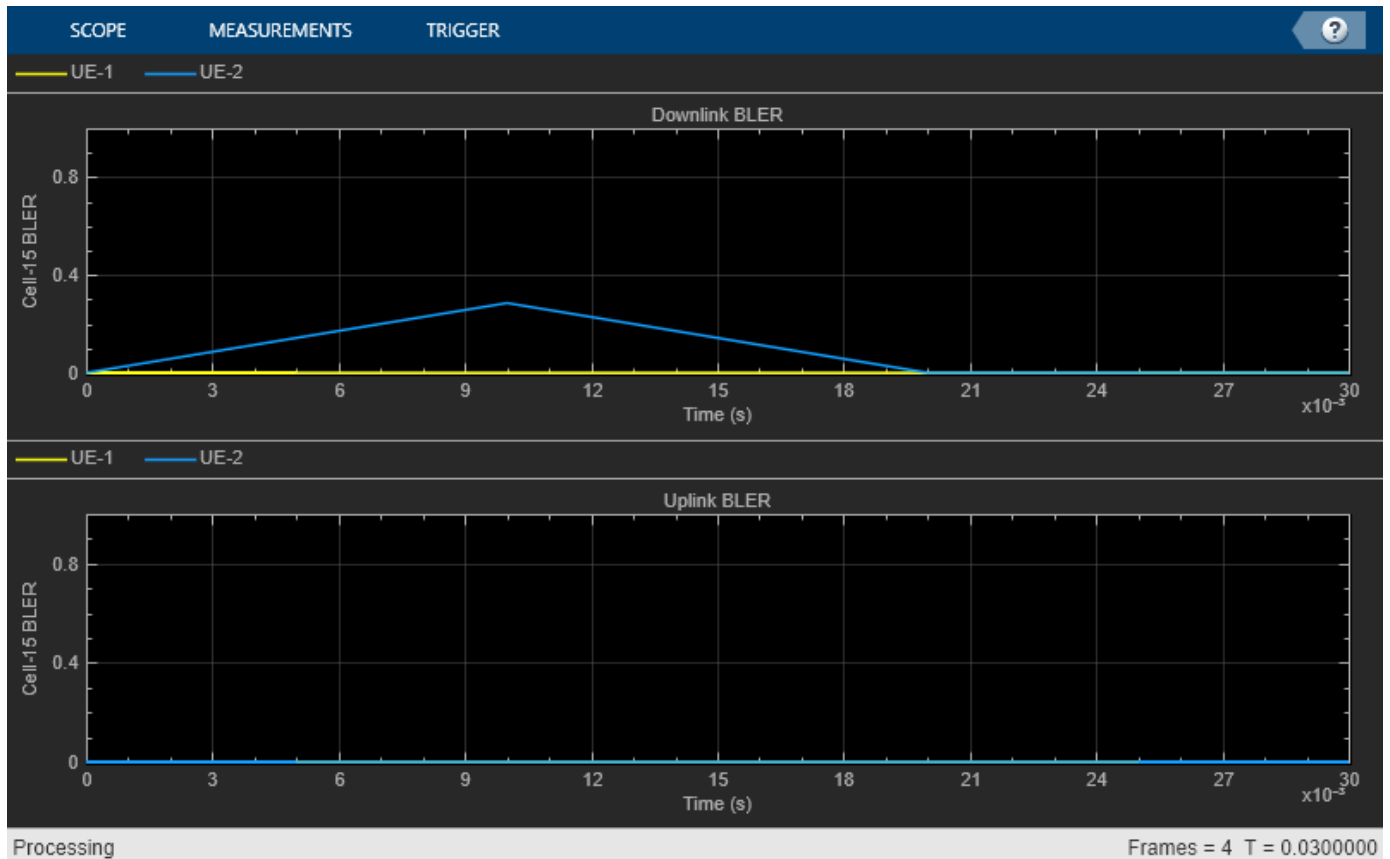 SCOPE MEASUREMENTS TRIGGER ?
UE-1 UE-2
Downlink BLER
Cell-15 BLER
0.8
0.4
0
0 3 6 9 12 15 18 21 24 27 30
Time (s)
x10⁻³
UE-1 UE-2
Uplink BLER
Cell-15 BLER
0.8
0.4
0
0 3 6 9 12 15 18 21 24 27 30
Time (s)
x10⁻³
Processing Frames = 4 T = 0.0300000